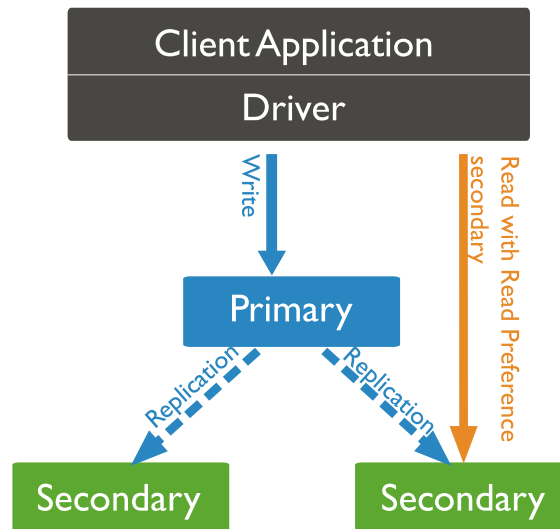 Client Application
Driver
Write
Read with Read Preference
secondary
Primary
Replication
Replication
Secondary
Secondary